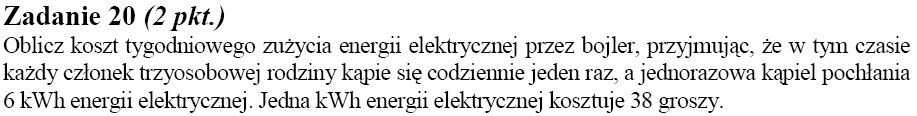 Zadanie 20 (2 pkt.)
Oblicz koszt tygodniowego zużycia energii elektrycznej przez bojler, przyjmując, że w tym czasie
każdy członek trzyosobowej rodziny kąpie się codziennie jeden raz, a jednorazowa kąpiel pochłania
6 kWh energii elektrycznej. Jedna kWh energii elektrycznej kosztuje 38 groszy.